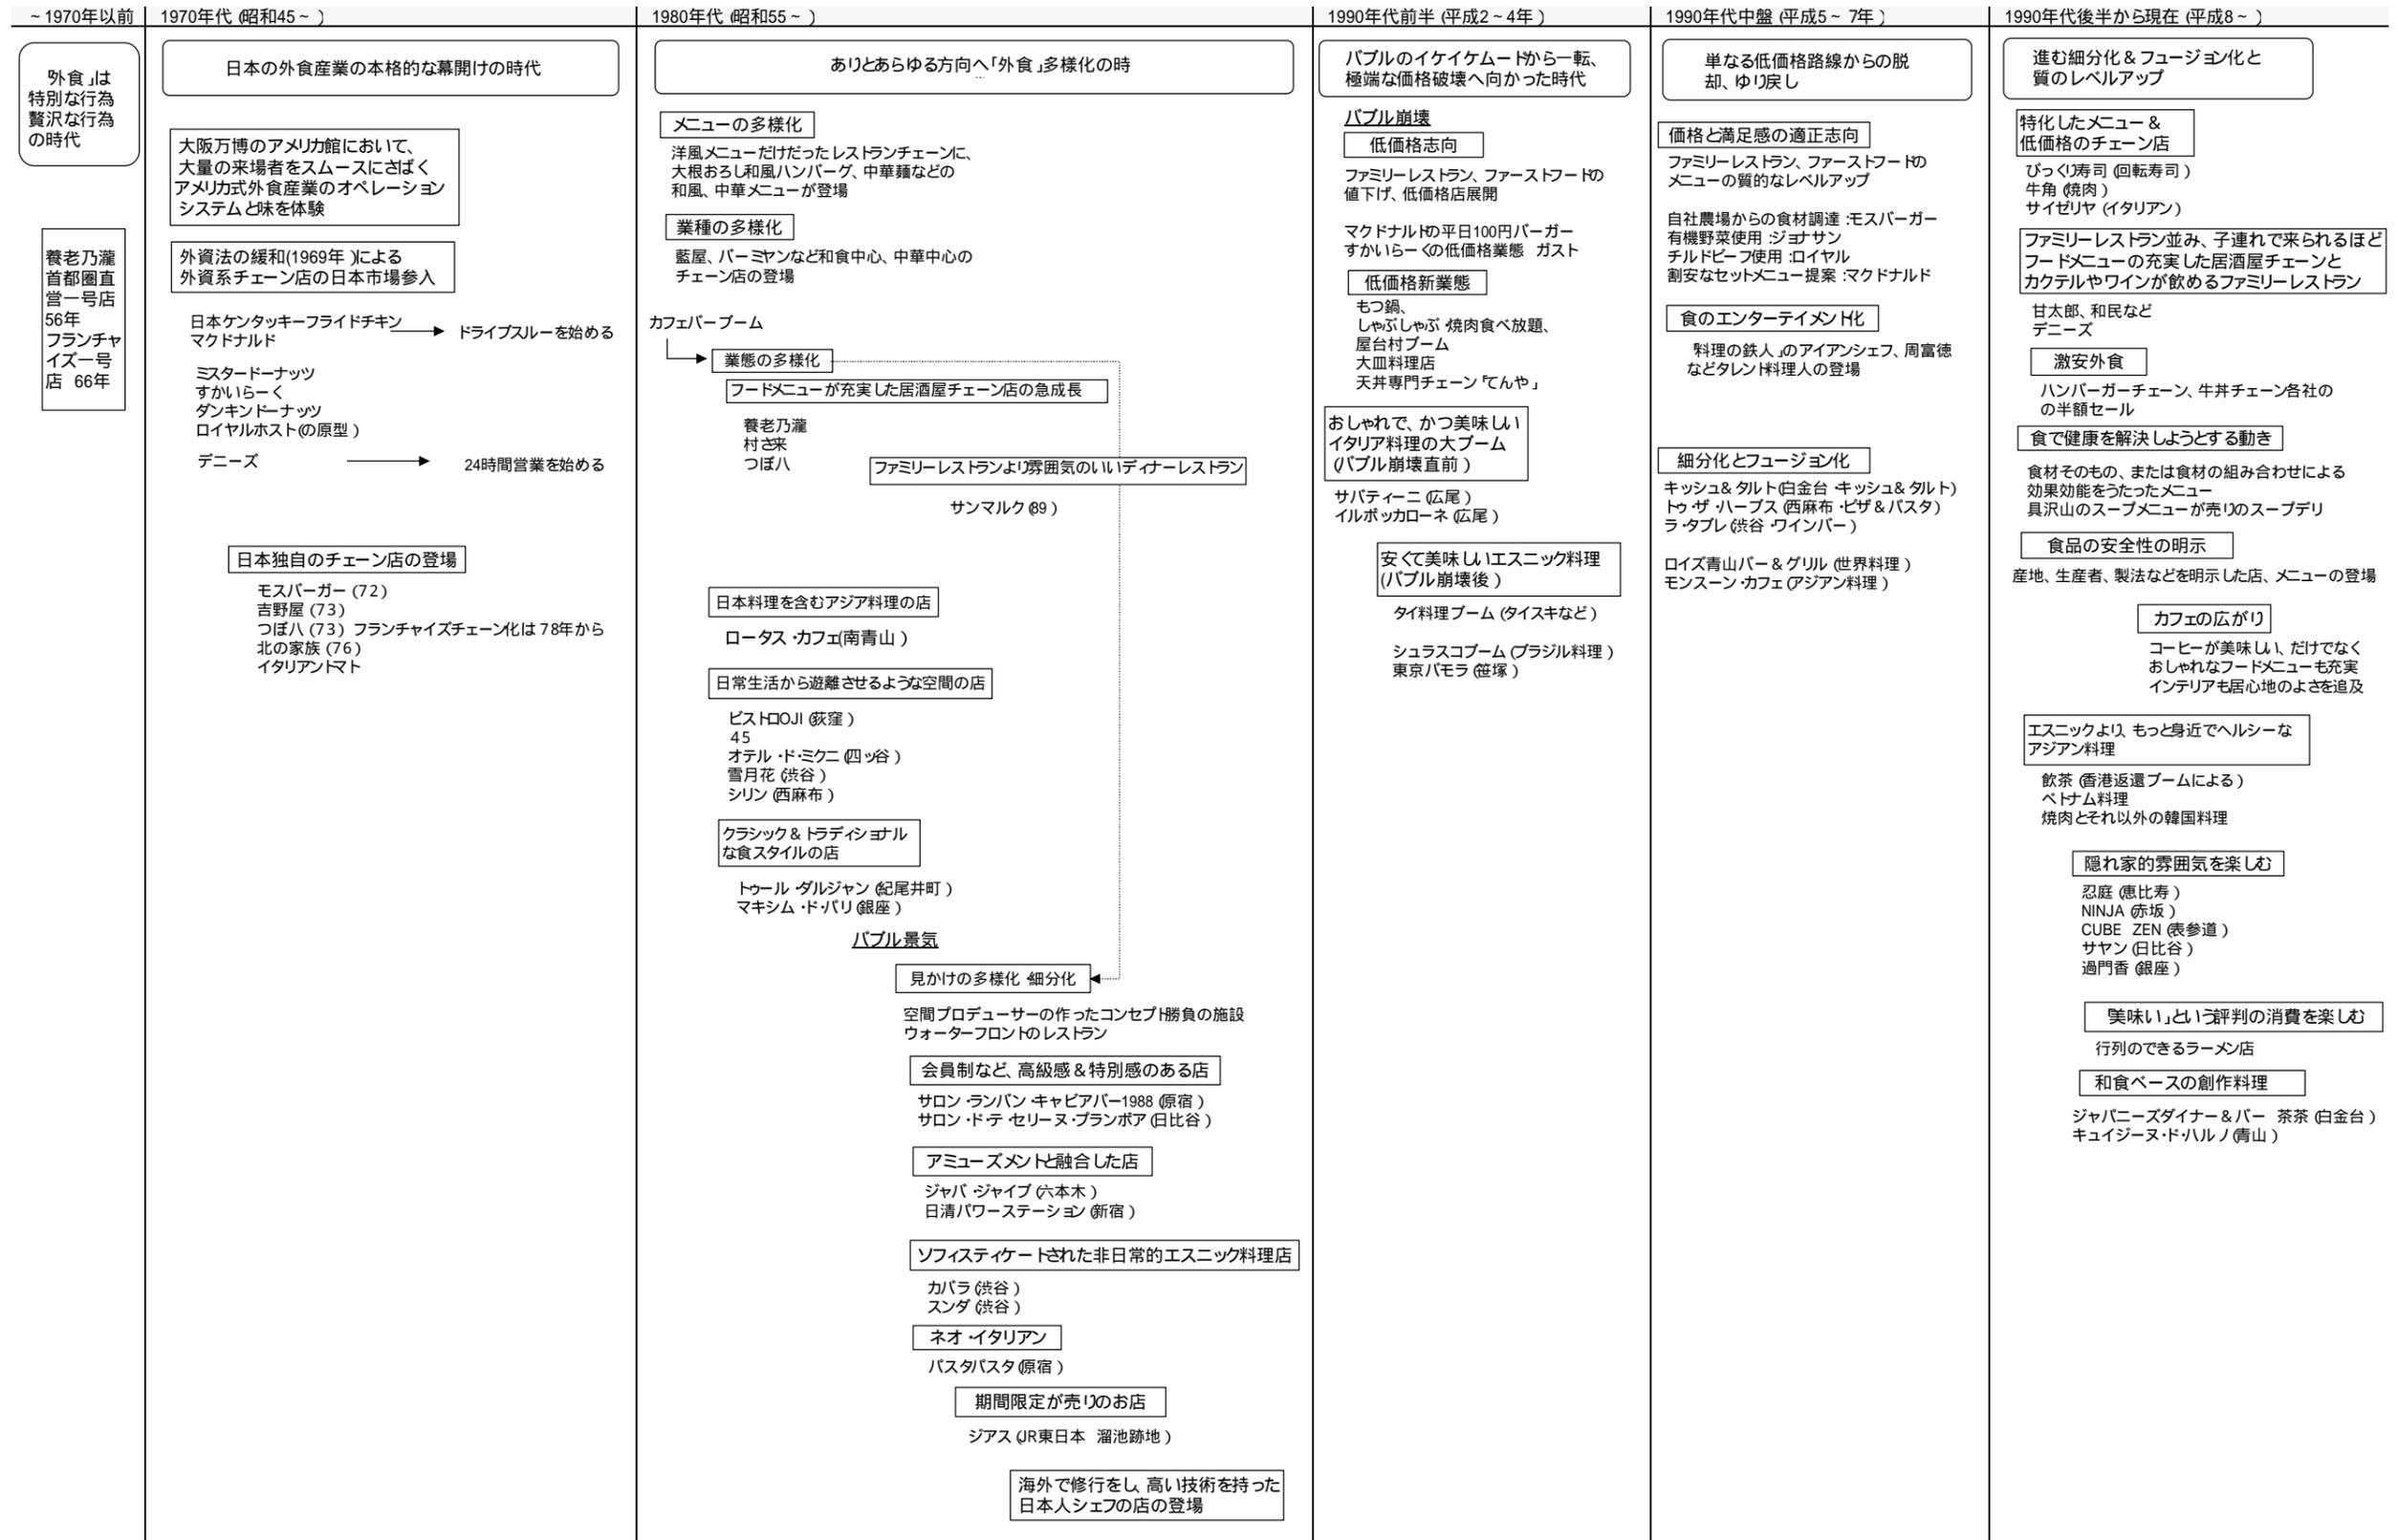 ~1970年以前
「外食」は
特別な行為
贅沢な行為
の時代
養老乃瀧
首都圏直
営一号店
56年
フランチャ
イズ一号
店 66年
1970年代(昭和45~)
日本の外食産業の本格的な幕開けの時代
大阪万博のアメリカ館において、
大量の来場者をスムースにさばく
アメリカ式外食産業のオペレーション
システムと味を体験
外資法の緩和(1969年)による
外資系チェーン店の日本市場参入
日本ケンタッキーフライドチキン
マクドナルド
ドライブスルーを始める
ミスタードーナッツ
すかいらーく
ダンキンドーナッツ
ロイヤルホスト(の原型)
デニーズ
24時間営業を始める
日本独自のチェーン店の登場
モスバーガー(72)
吉野屋(73)
つぼ八(73) フランチャイズチェーン化は78年から
北の家族(76)
イタリアントマト
1980年代(昭和55~)
ありとあらゆる方向へ「外食」多様化の時
メニューの多様化
洋風メニューだけだったレストランチェーンに、
大根おろし和風ハンバーグ、中華麺などの
和風、中華メニューが登場
業種の多様化
藍屋、バーミヤンなど和食中心、中華中心の
チェーン店の登場
カフェバーブーム
業態の多様化
フードメニューが充実した居酒屋チェーン店の急成長
養老乃瀧
村さ来
つぼ八
ファミリーレストランより雰囲気のいいディナーレストラン
サンマルク(89)
日本料理を含むアジア料理の店
ロータス・カフェ(南青山)
日常生活から遊離させるような空間の店
ビストロOJI(荻窪)
45
オテル・ド・ミクニ(四ッ谷)
雪月花(渋谷)
シリン(西麻布)
クラシック&トラディショナル
な食スタイルの店
トゥール・ダルジャン(紀尾井町)
マキシム・ド・パリ(銀座)
バブル景気
見かけの多様化・細分化
空間プロデューサーの作ったコンセプト勝負の施設
ウォーターフロントのレストラン
会員制など、高級感&特別感のある店
サロン・ランバン・キャビアバー1988(原宿)
サロン・ド・テ・セリーヌ・ブランボア(日比谷)
アミューズメントと融合した店
ジャバ・ジャイブ(六本木)
日清パワーステーション(新宿)
ソフィスティケートされた非日常的エスニック料理店
カバラ(渋谷)
スンダ(渋谷)
ネオ・イタリアン
バスタパスタ(原宿)
期間限定が売りのお店
ジアス(JR東日本 溜池跡地)
海外で修行をし、高い技術を持った
日本人シェフの店の登場
1990年代前半(平成2~4年)
バブルのイケイケムードから一転、
極端な価格破壊へ向かった時代
バブル崩壊
低価格志向
ファミリーレストラン、ファーストフードの
値下げ、低価格店展開
マクドナルドの平日100円バーガー
すかいらーくの低価格業態 ガスト
低価格新業態
もつ鍋、
しゃぶしゃぶ・焼肉食べ放題、
屋台村ブーム
大皿料理店
天丼専門チェーン「てんや」
おしゃれで、かつ美味しい
イタリア料理の大ブーム
(バブル崩壊直前)
サバティーニ(広尾)
イルボッカローネ(広尾)
安くて美味しいエスニック料理
(バブル崩壊後)
タイ料理ブーム(タイスキなど)
シュラスコブーム(ブラジル料理)
東京バモラ(笹塚)
1990年代中盤(平成5~7年)
単なる低価格路線からの脱
却、ゆり戻し
価格と満足感の適正志向
ファミリーレストラン、ファーストフードの
メニューの質的なレベルアップ
自社農場からの食材調達:モスバーガー
有機野菜使用:ジョナサン
チルドビーフ使用:ロイヤル
割安なセットメニュー提案:マクドナルド
食のエンターテイメント化
「料理の鉄人」のアイアンシェフ、周富徳
などタレント料理人の登場
細分化とフュージョン化
キッシュ&タルト(白金台・キッシュ&タルト)
トゥ・ザ・ハーブス(西麻布・ピザ&パスタ)
ラ・タブレ(渋谷・ワインバー)
ロイズ青山バー&グリル(世界料理)
モンスーン・カフェ(アジアン料理)
1990年代後半から現在(平成8~)
進む細分化&フュージョン化と
質のレベルアップ
特化したメニュー&
低価格のチェーン店
びっくり寿司(回転寿司)
牛角(焼肉)
サイゼリヤ(イタリアン)
ファミリーレストラン並み、子連れで来られるほど
フードメニューの充実した居酒屋チェーンと
カクテルやワインが飲めるファミリーレストラン
甘太郎、和民など
デニーズ
激安外食
ハンバーガーチェーン、牛丼チェーン各社の
の半額セール
食で健康を解決しようとする動き
食材そのもの、または食材の組み合わせによる
効果効能をうたったメニュー
具沢山のスープメニューが売りのスープデリ
食品の安全性の明示
産地、生産者、製法などを明示した店、メニューの登場
カフェの広がり
コーヒーが美味しい、だけでなく
おしゃれなフードメニューも充実
インテリアも居心地のよさを追及
エスニックより、もっと身近でヘルシーな
アジアン料理
飲茶(香港返還ブームによる)
ベトナム料理
焼肉とそれ以外の韓国料理
隠れ家的雰囲気を楽しむ
忍庭(恵比寿)
NINJA(赤坂)
CUBE ZEN(表参道)
サヤン(日比谷)
過門香(銀座)
「美味い」という評判の消費を楽しむ
行列のできるラーメン店
和食ベースの創作料理
ジャパニーズダイナー&バー 茶茶(白金台)
キュイジーヌ・ド・ハルノ(青山)